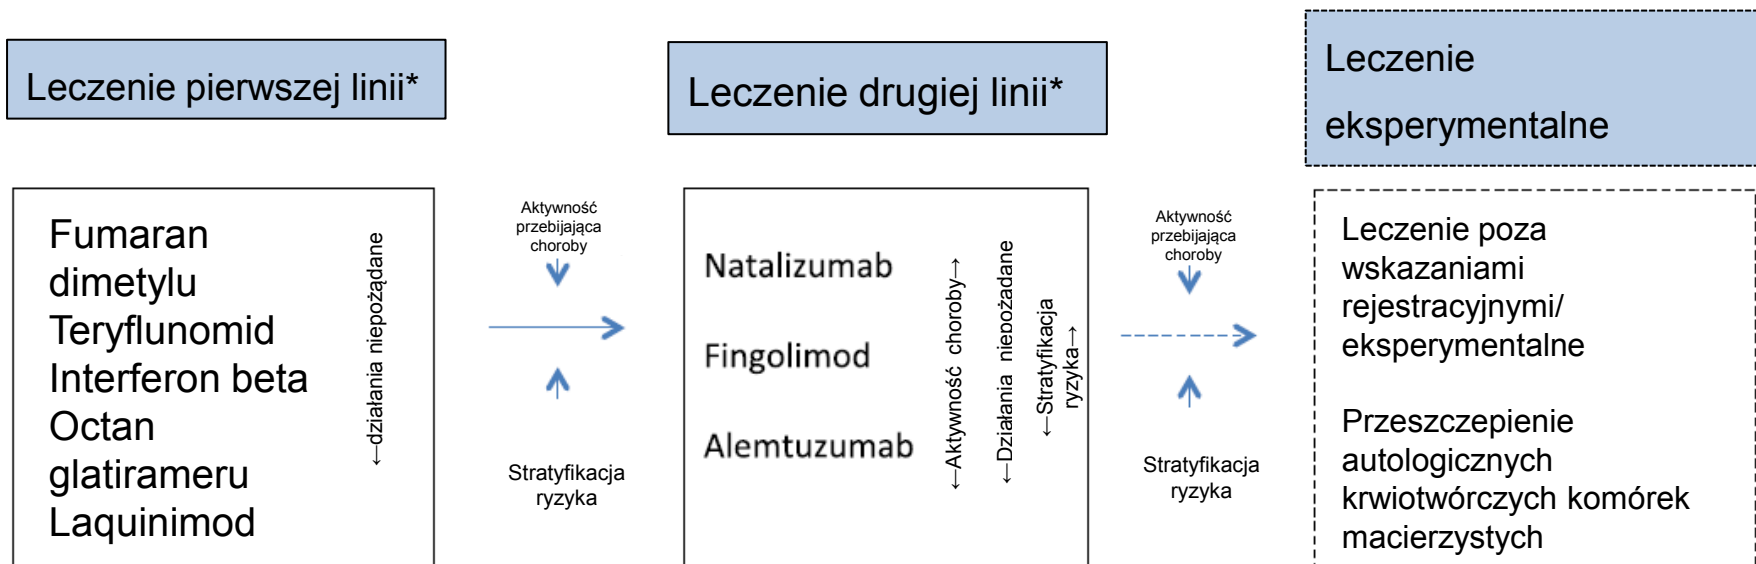 Leczenie pierwszej linii*
Fumaran
dimetylu
Teryflunomid
Interferon beta
Octan
glatirameru
Laquinimod
←działania niepożądane
Aktywność
przebijająca
choroby
Stratyfikacja
ryzyka
Leczenie drugiej linii*
Natalizumab
Fingolimod
Alemtuzumab
←Aktywność choroby→
←Działania niepożadane
←Stratyfikacja
ryzyka→
Aktywność
przebijająca
choroby
Stratyfikacja
ryzyka
Leczenie
eksperymentalne
Leczenie poza
wskazaniami
rejestracyjnymi/
eksperymentalne
Przeszczepienie
autologicznych
krwiotwórczych komórek
macierzystych